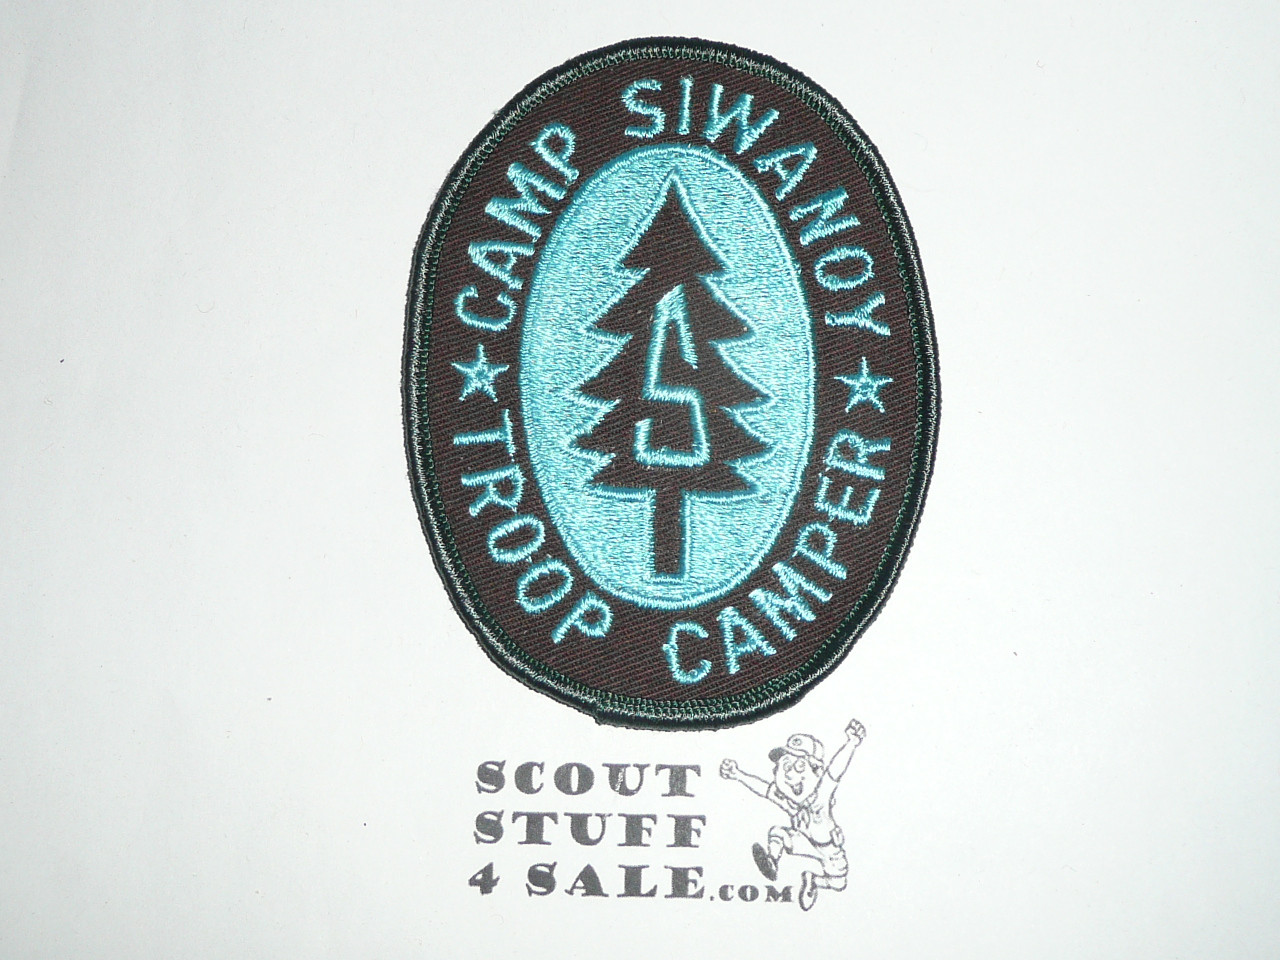 CAMP SIWANOY
S
★ TROOP CAMPER ★
SCOUT
STUFF
4 SALE.COM